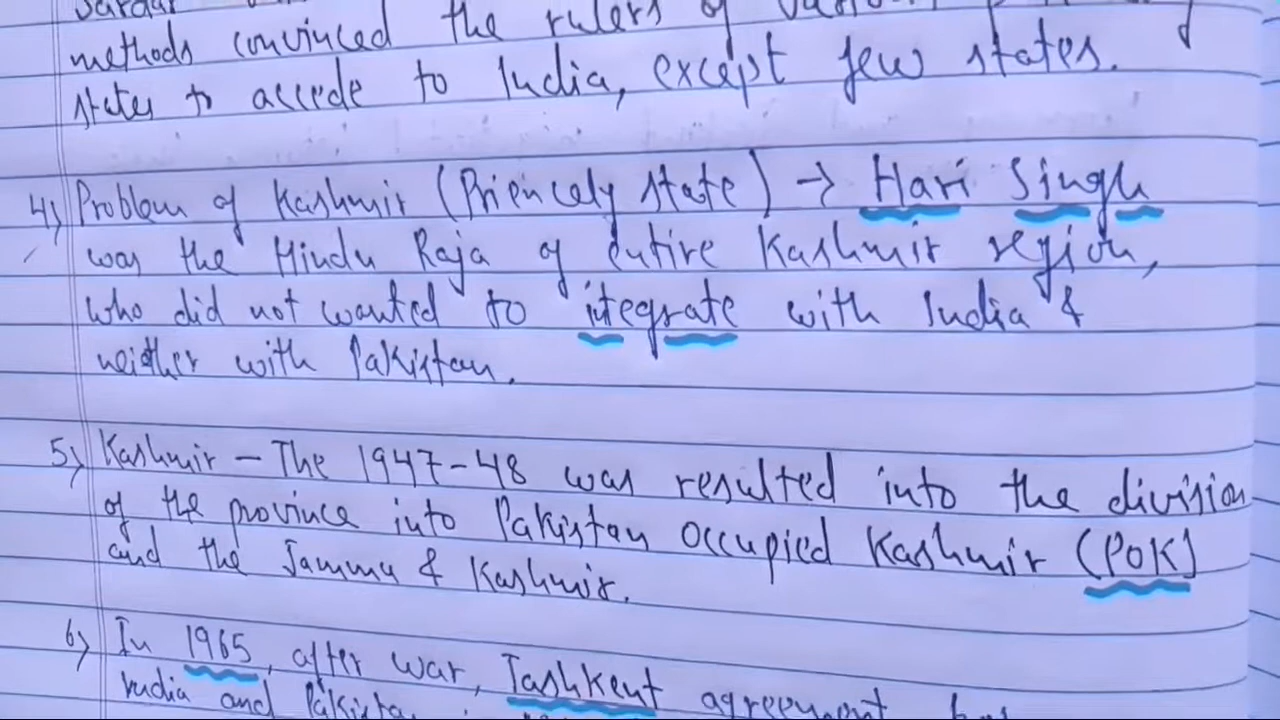 Sardar
methods convinced the rulers of
states to accede to India, except few states.
4) Problem of Kashmir (Priencely state) → Hari Singh
was the Hindu Raja of entire Kashmir region,
who did not wanted to integrate with India &
neither with Pakistan.
5) Kashmir - The 1947-48 was resulted into the division
of the province into Pakistan occupied Kashmir (POK)
and the Jammu & Kashmir.
6) In 1965, after war, Tashkent agreement
India and Pakistan